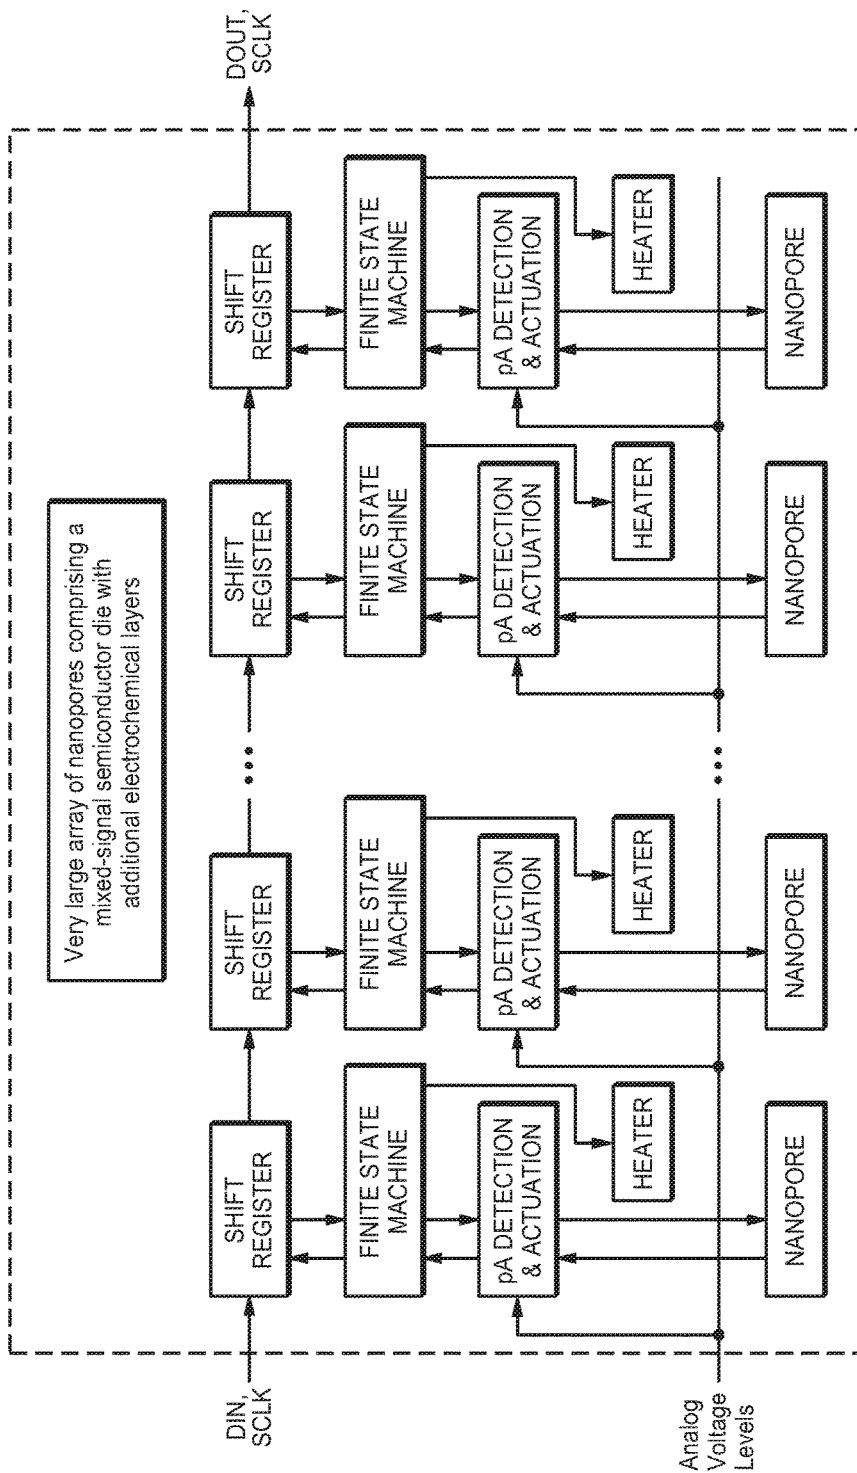 Very large array of nanopores comprising a
mixed-signal semiconductor die with
additional electrochemical layers
DIN,
SCLK
SHIFT
REGISTER
SHIFT
REGISTER
SHIFT
REGISTER
SHIFT
REGISTER
DOUT,
SCLK
FINITE STATE
MACHINE
FINITE STATE
MACHINE
FINITE STATE
MACHINE
FINITE STATE
MACHINE
pA DETECTION
& ACTUATION
pA DETECTION
& ACTUATION
pA DETECTION
& ACTUATION
pA DETECTION
& ACTUATION
HEATER
HEATER
HEATER
HEATER
Analog
Voltage
Levels
NANOPORE
NANOPORE
NANOPORE
NANOPORE